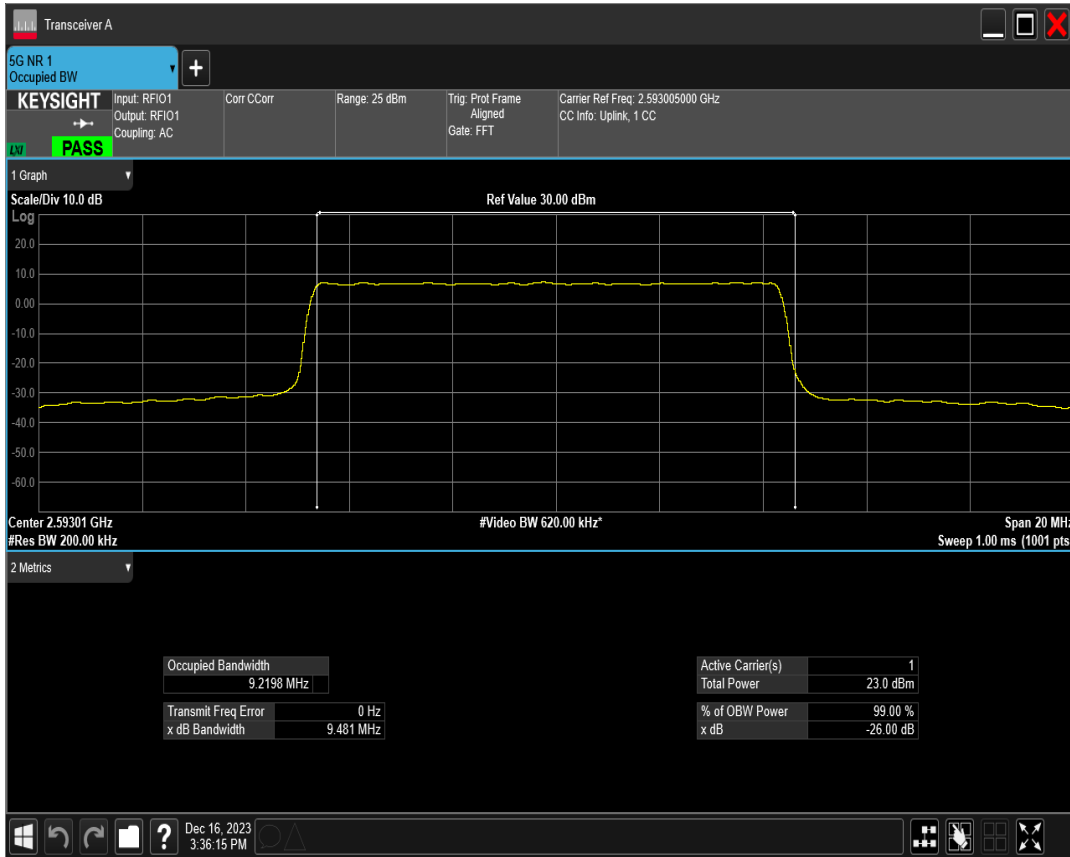 Transceiver A
5G NR 1
Occupied BW
KEYSIGHT
LXI
PASS
Input: RFIO1
Output: RFIO1
Coupling: AC
Corr CCorr
Range: 25 dBm
Trig: Prot Frame
Aligned
Gate: FFT
Carrier Ref Freq: 2.593005000 GHz
CC Info: Uplink, 1 CC
1 Graph
Scale/Div 10.0 dB
Ref Value 30.00 dBm
Log
20.0
10.0
0.00
-10.0
-20.0
-30.0
-40.0
-50.0
-60.0
Center 2.59301 GHz
#Video BW 620.00 kHz*
Span 20 MHz
#Res BW 200.00 kHz
Sweep 1.00 ms (1001 pts
2 Metrics
Occupied Bandwidth
9.2198 MHz
Transmit Freq Error 0 Hz
x dB Bandwidth 9.481 MHz
Active Carrier(s) 1
Total Power 23.0 dBm
% of OBW Power 99.00 %
x dB -26.00 dB
?
Dec 16, 2023
3:36:15 PM